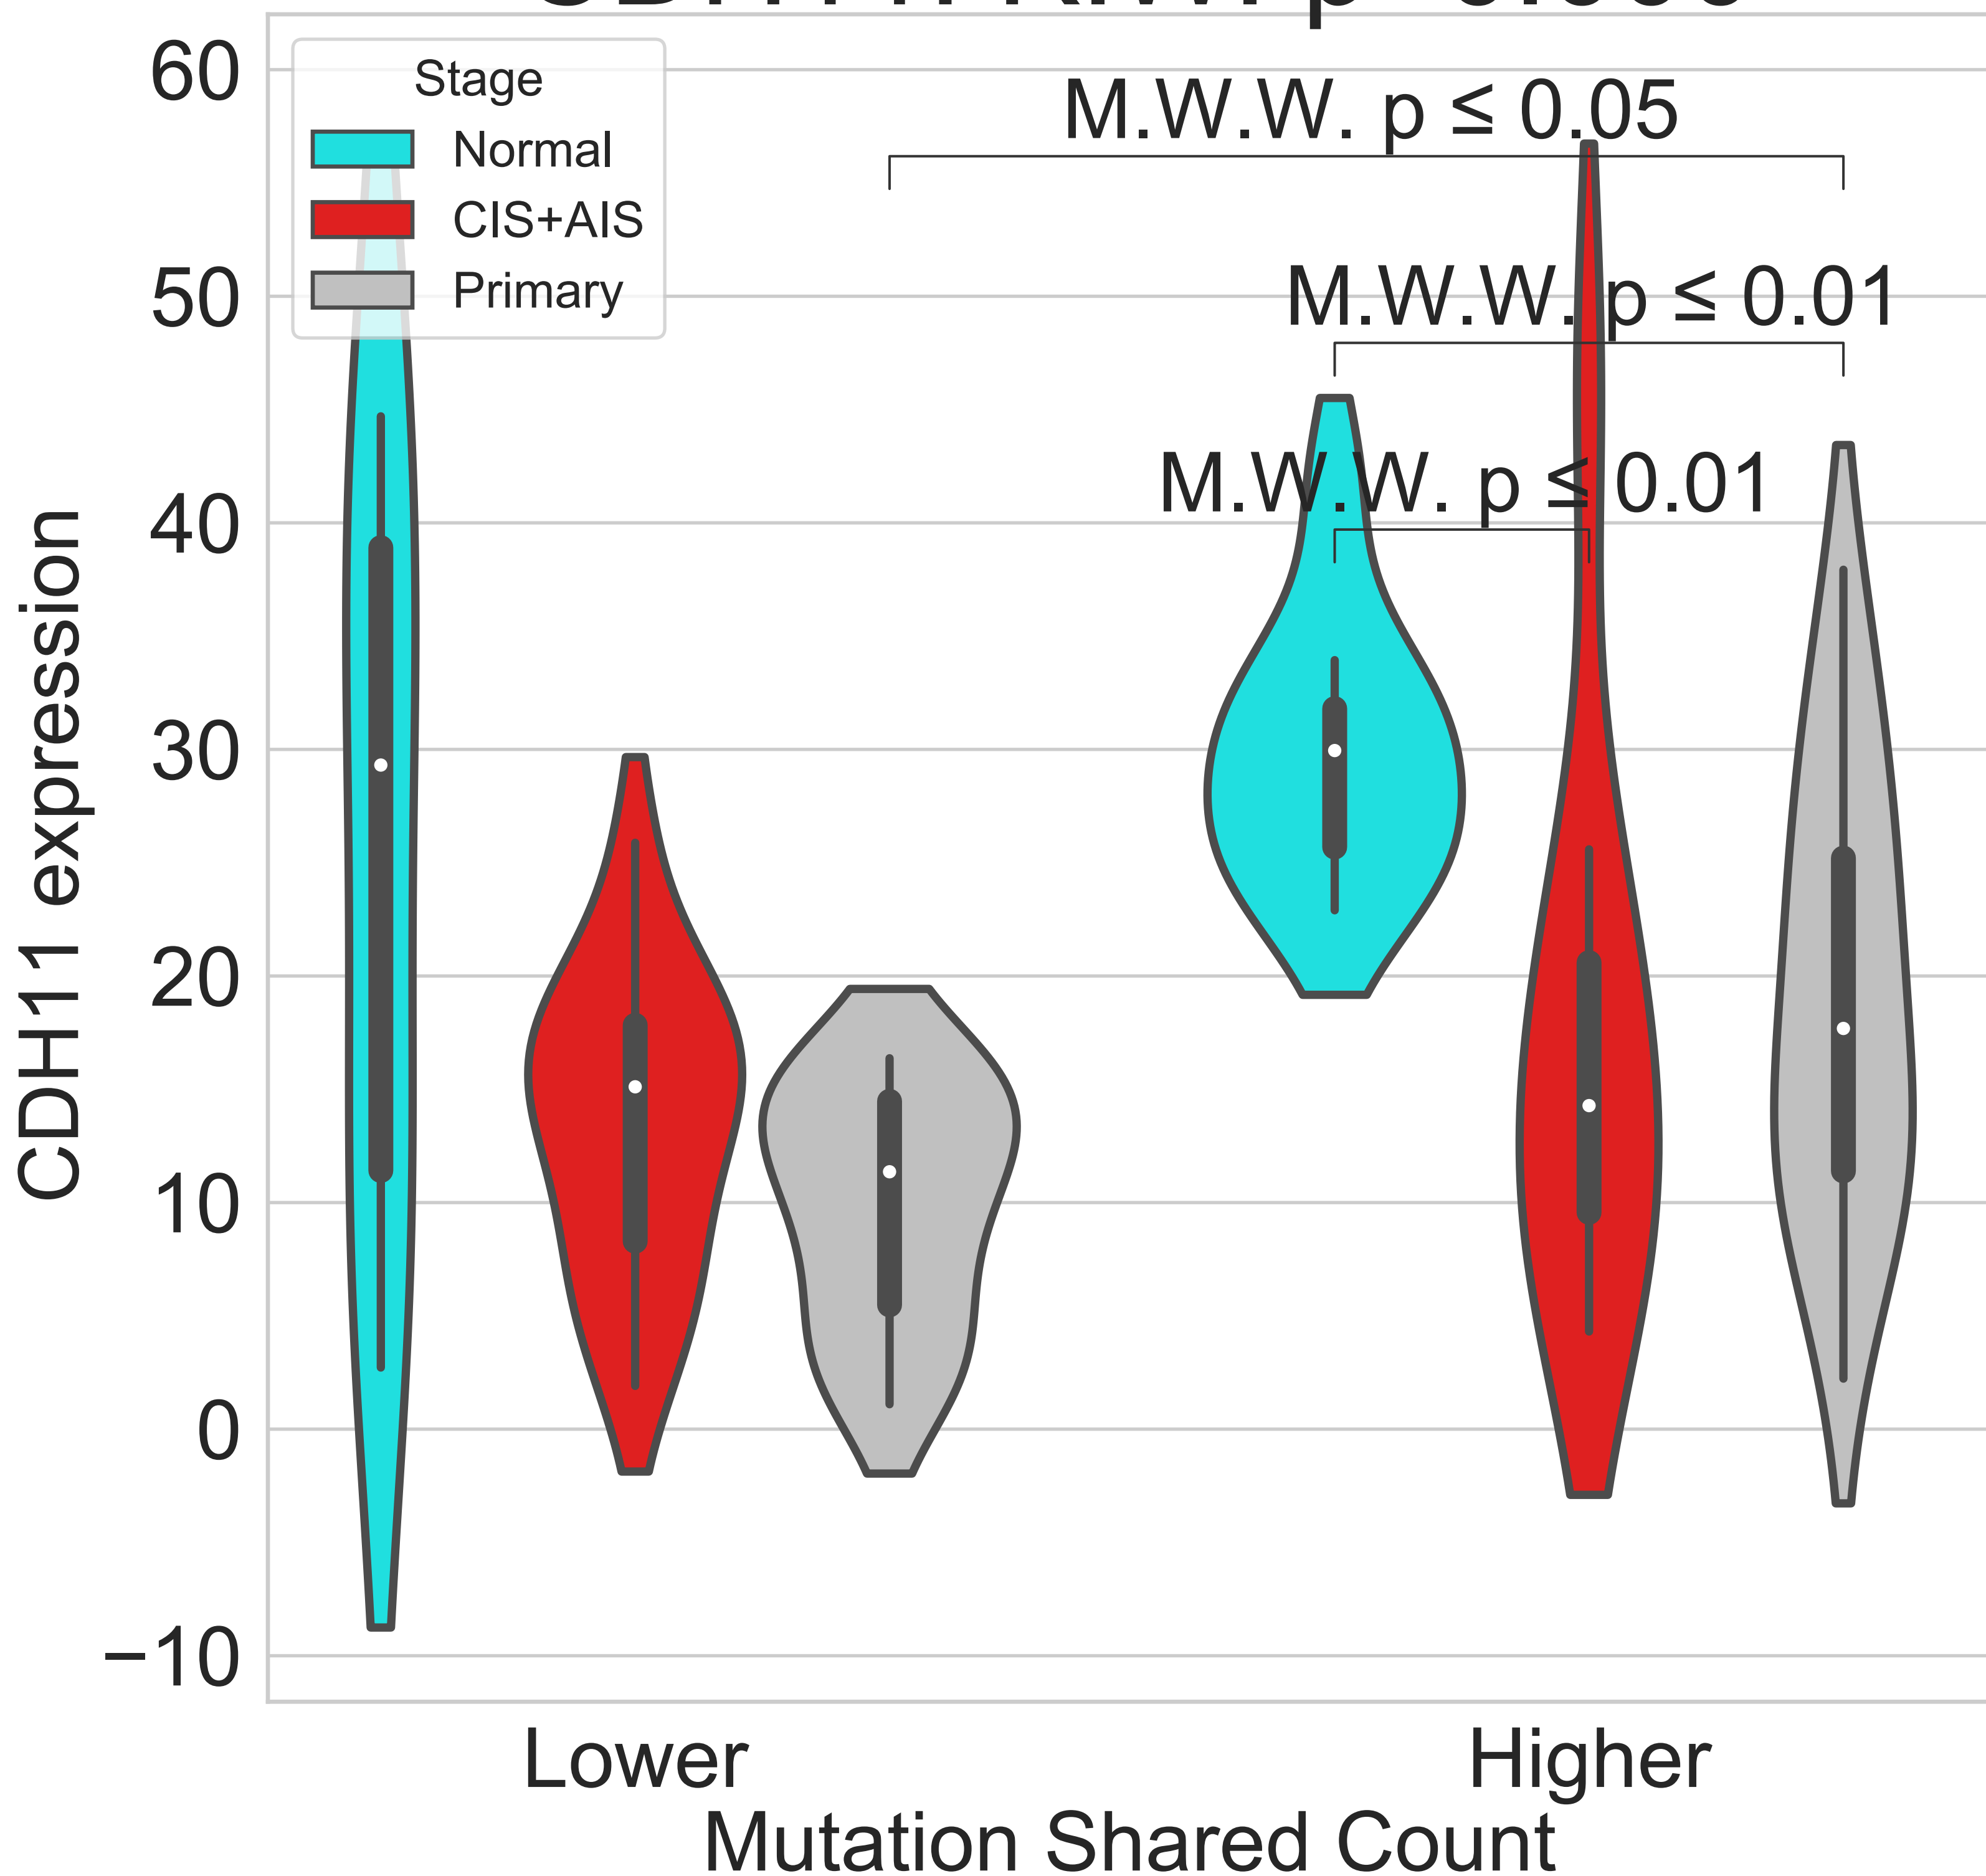 60
50
40
30
20
10
0
−10
CDH11 expression
Stage
Normal
CIS+AIS
Primary
M.W.W. p ≤ 0.05
M.W.W. p ≤ 0.01
M.W.W. p ≤ 0.01
Lower
Higher
Mutation Shared Count